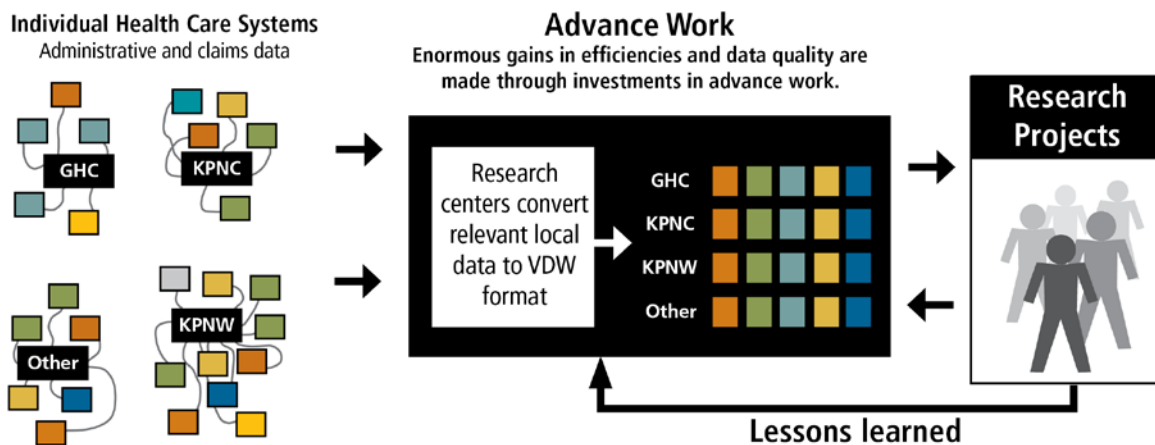 Individual Health Care Systems
Administrative and claims data
GHC
KPNC
Other
KPNW
Advance Work
Enormous gains in efficiencies and data quality are
made through investments in advance work.
Research
centers convert
relevant local
data to VDW
format
GHC
KPNC
KPNW
Other
Research
Projects
Lessons learned